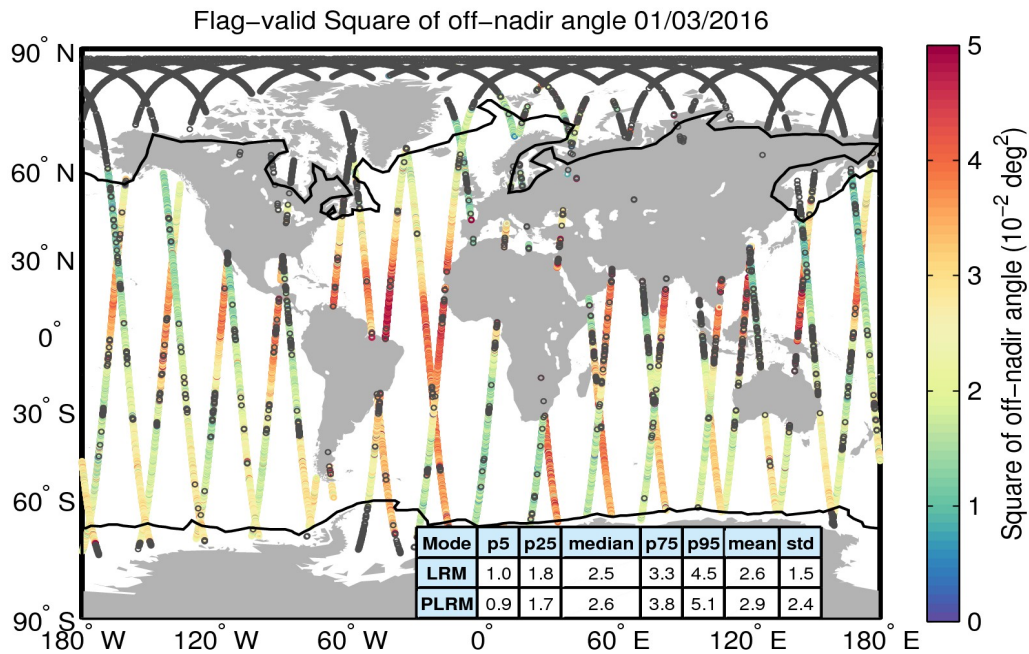 Flag-valid Square of off-nadir angle 01/03/2016
90° N
60° N
30° N
0°
30° S
60° S
90° S
180° W
120° W
60° W
0°
60° E
120° E
180° E
Mode p5 p25 median p75 p95 mean std
LRM 1.0 1.8 2.5 3.3 4.5 2.6 1.5
PLRM 0.9 1.7 2.6 3.8 5.1 2.9 2.4
5
4
3
2
1
0
Square of off-nadir angle (10⁻² deg²)